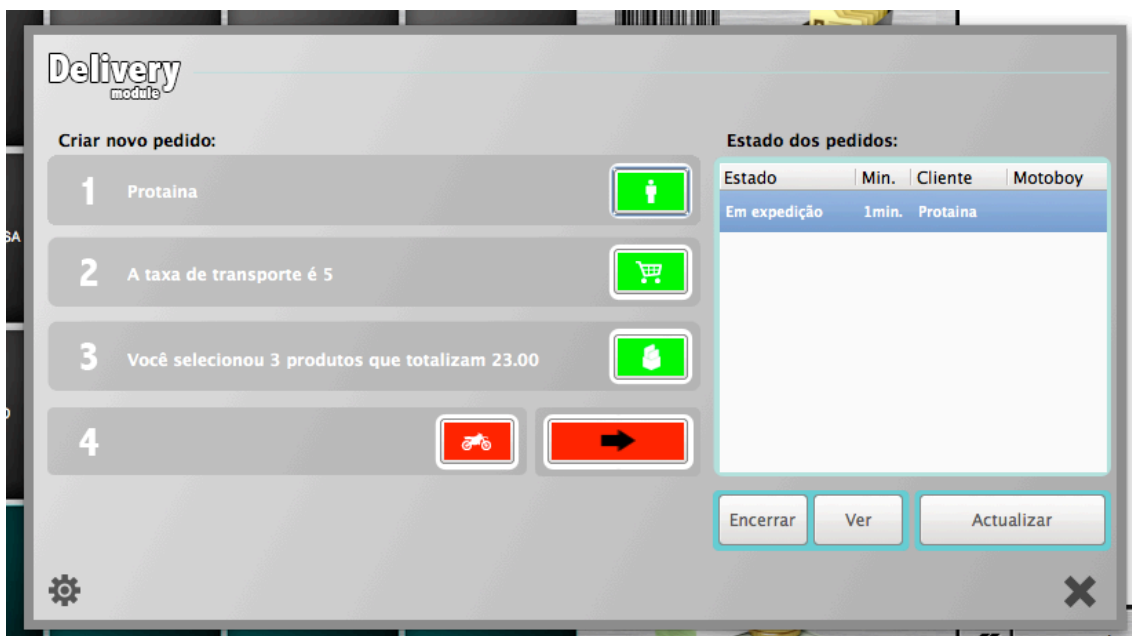 Delivery
module
Criar novo pedido:
1 Protaina
2 A taxa de transporte é 5
3 Você selecionou 3 produtos que totalizam 23.00
4
Estado dos pedidos:
Estado Min. Cliente Motoboy
Em expedição 1min. Protaina
Encerrar Ver Actualizar
SA